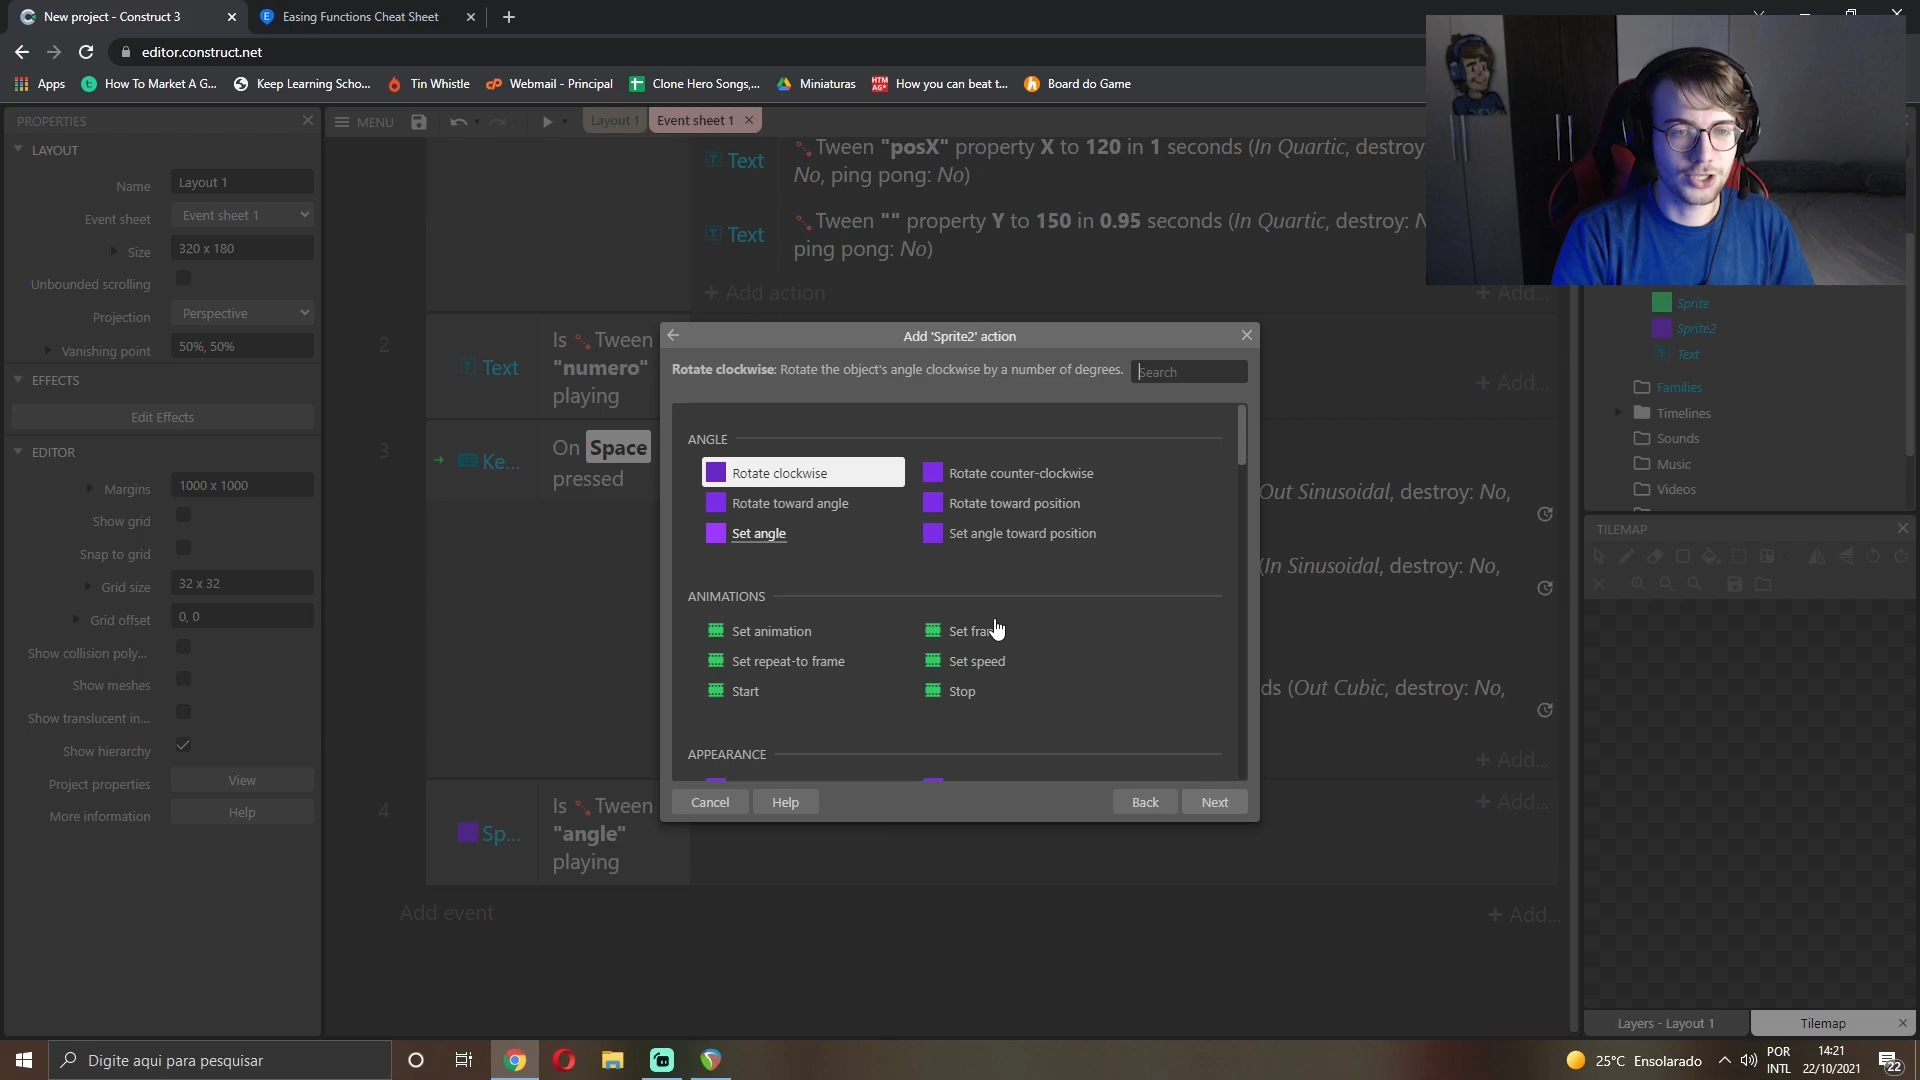 New project - Construct 3
Easing Functions Cheat Sheet
editor.construct.net
Apps
How To Market A G...
Keep Learning Scho...
Tin Whistle
Webmail - Principal
Clone Hero Songs,...
Miniaturas
How you can beat t...
Board do Game
PROPERTIES
MENU
Layout 1
Event sheet 1
LAYOUT
Name
Layout 1
Event sheet
Event sheet 1
Size
320 x 180
Unbounded scrolling
Projection
Perspective
Vanishing point
50%, 50%
EFFECTS
Edit Effects
EDITOR
Margins
1000 x 1000
Show grid
Snap to grid
Grid size
32 x 32
Grid offset
0, 0
Show collision poly...
Show meshes
Show translucent in...
Show hierarchy
Project properties
View
More information
Help
Text
Tween "posX" property X to 120 in 1 seconds (In Quartic, destroy
No, ping pong: No)
Text
Tween "" property Y to 150 in 0.95 seconds (In Quartic, destroy: N
ping pong: No)
+ Add action
+ Add...
2
Text
Is Tween
"numero"
playing
+ Add...
3
Ke...
On Space
pressed
Out Sinusoidal, destroy: No,
(In Sinusoidal, destroy: No,
ds (Out Cubic, destroy: No,
+ Add...
4
Sp...
Is Tween
"angle"
playing
+ Add...
Add event
+ Add...
Add 'Sprite2' action
Rotate clockwise: Rotate the object's angle clockwise by a number of degrees.
Search
ANGLE
Rotate clockwise
Rotate counter-clockwise
Rotate toward angle
Rotate toward position
Set angle
Set angle toward position
ANIMATIONS
Set animation
Set repeat-to frame
Set speed
Start
Stop
APPEARANCE
Cancel
Help
Back
Next
Sprite
Sprite2
Text
Families
Timelines
Sounds
Music
Videos
TILEMAP
Layers - Layout 1
Tilemap
Digite aqui para pesquisar
25°C Ensolarado
POR
INTL
14:21
22/10/2021
22